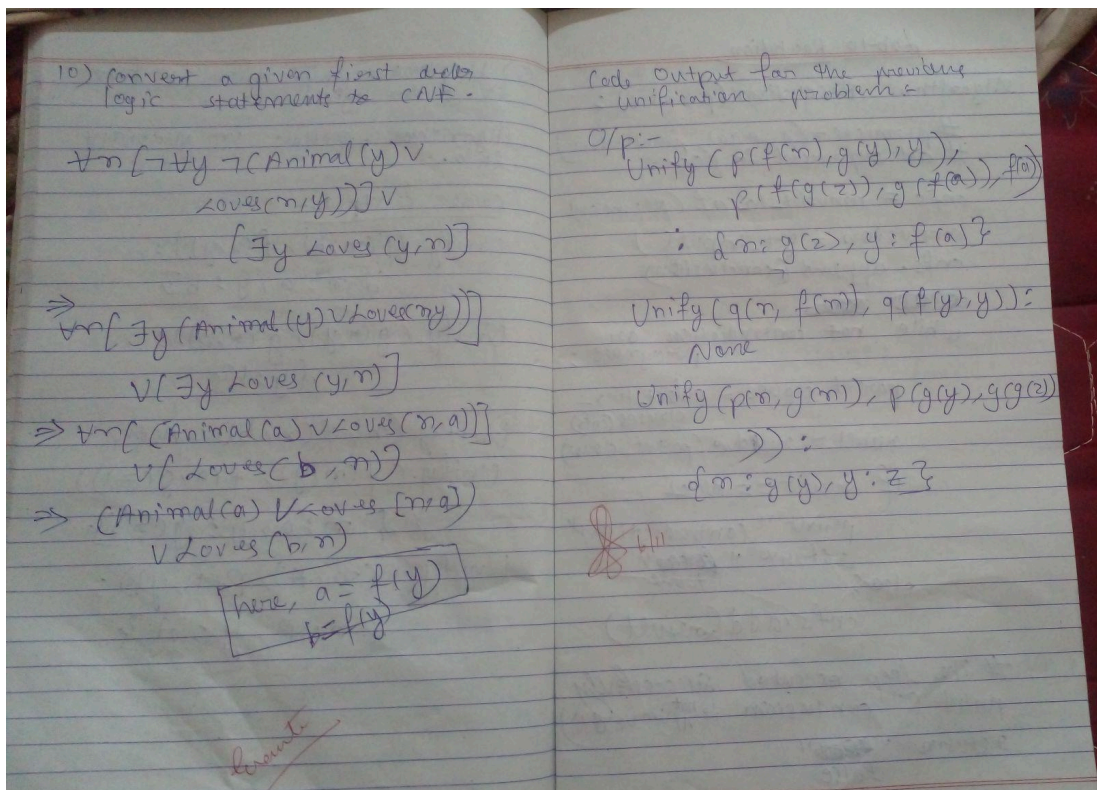 10) Convert a given first order
logic statements to CNF.
∀n [¬∀y ¬(Animal(y) ∨
Loves(n,y))] ∨
[∃y Loves (y,n)]
⇒
∀n[ ∃y (Animal(y) ∨ Loves(ny))]
∨[∃y Loves (y,n)]
⇒ ∀n[ (Animal(a) ∨ Loves(n,a))]
∨[ Loves(b,n)]
⇒ (Animal(a) ∨ Loves [n,a])
∨ Loves(b,n)
here, a = f(y)
b=f(y)
Code output for the previous
unification problem:
O/p:-
Unify (p(f(n), g(y), y),
p(f(g(z)), g(f(a)), f(a))
: {n: g(z), y: f(a)}
Unify (q(n, f(n)), q(f(y), y)):
None
Unify (p(n, g(n)), p(g(y), g(g(z))
)) :
{n: g(y), y: z}